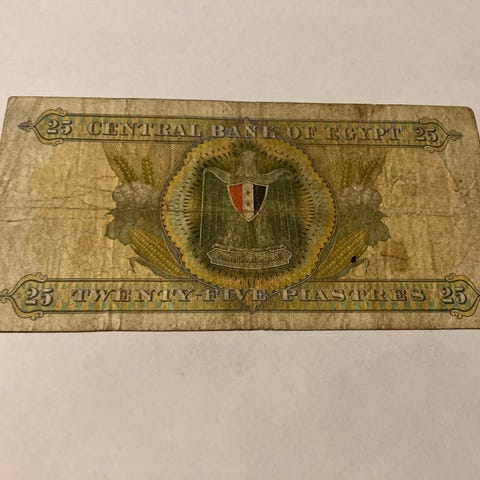 25 CENTRAL BANK OF EGYPT 25
25 TWENTY-FIVE PIASTRES 25